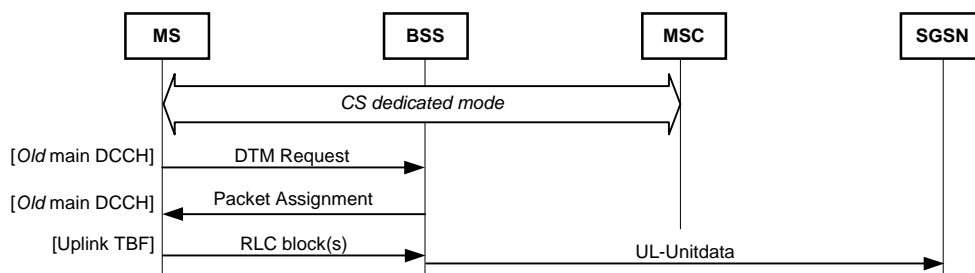 MS BSS MSC SGSN
CS dedicated mode
[Old main DCCH] DTM Request
[Old main DCCH] Packet Assignment
[Uplink TBF] RLC block(s) UL-Unitdata